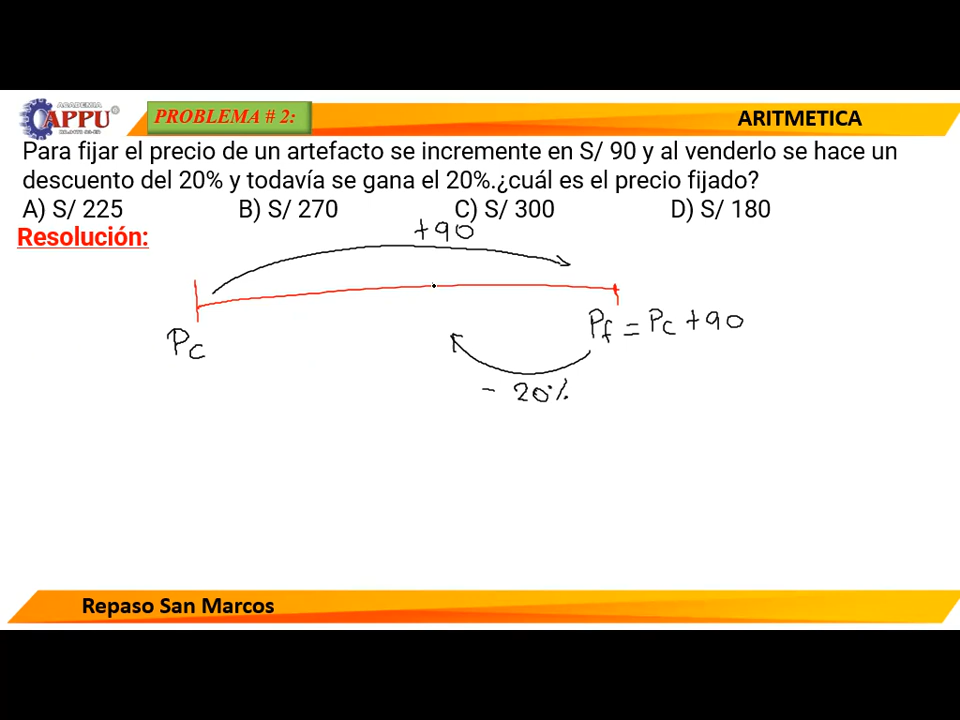 ACADEMIA
APPU
PROBLEMA # 2:
ARITMETICA
Para fijar el precio de un artefacto se incremente en S/ 90 y al venderlo se hace un
descuento del 20% y todavía se gana el 20%.¿cuál es el precio fijado?
A) S/ 225 B) S/ 270 C) S/ 300 D) S/ 180
Resolución:
+90
Pc
Pf = Pc + 90
- 20%
Repaso San Marcos